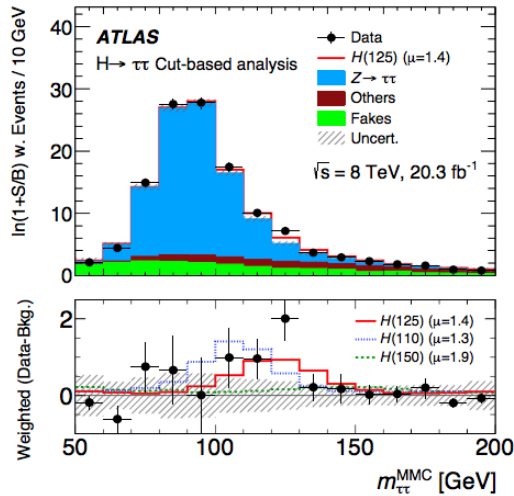 ATLAS
H→ ττ Cut-based analysis
Data
H(125) (μ=1.4)
Z→ ττ
Others
Fakes
Uncert.
√s = 8 TeV, 20.3 fb⁻¹
ln(1+S/B) w. Events / 10 GeV
40
30
20
10
0
H(125) (μ=1.4)
H(110) (μ=1.3)
H(150) (μ=1.9)
Weighted (Data-Bkg.)
2
0
50 100 150 200
m_ττ^MMC [GeV]